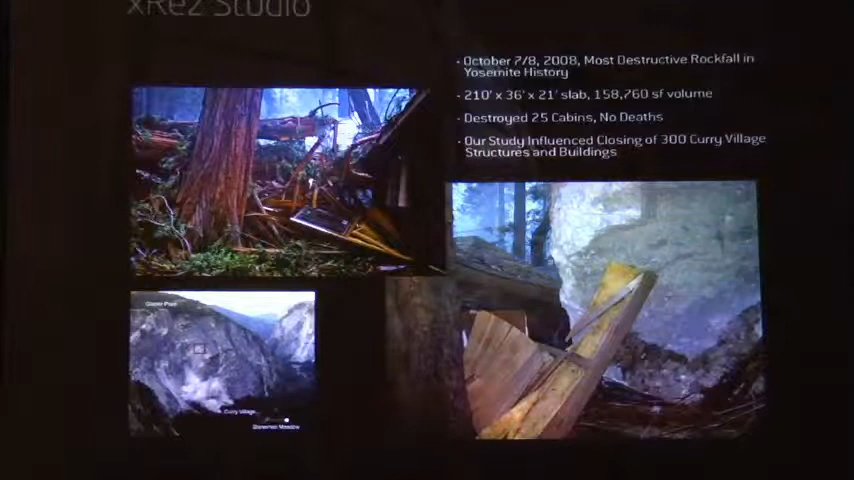 xRez Studio
· October 7/8, 2008, Most Destructive Rockfall in
Yosemite History
· 210' x 36' x 21' slab, 158,760 sf volume
· Destroyed 25 Cabins, No Deaths
· Our Study Influenced Closing of 300 Curry Village
Structures and Buildings
Glacier Point
Curry Village
Stoneman Meadow